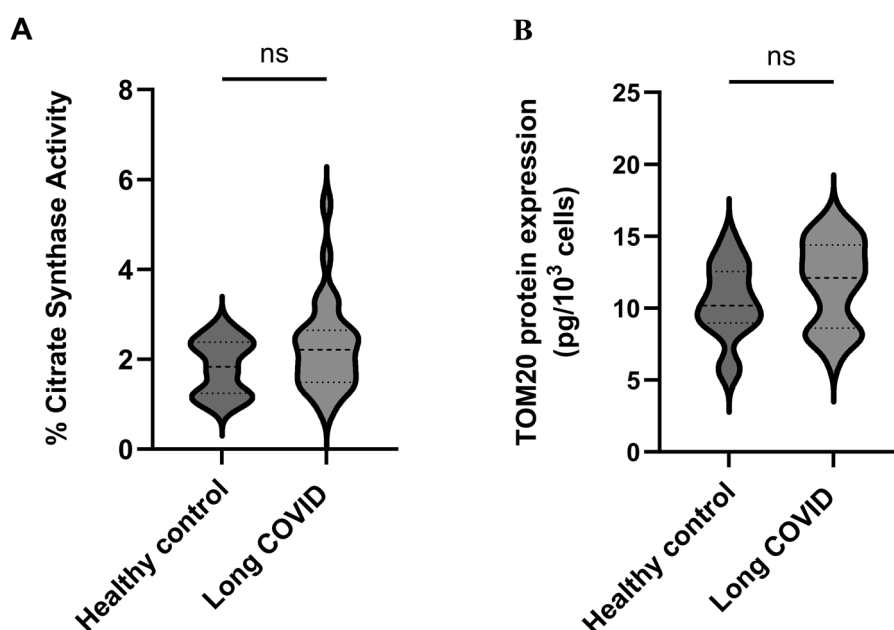 A
ns
% Citrate Synthase Activity
8
6
4
2
0
Healthy control
Long COVID
B
ns
TOM20 protein expression
(pg/10³ cells)
25
20
15
10
5
0
Healthy control
Long COVID